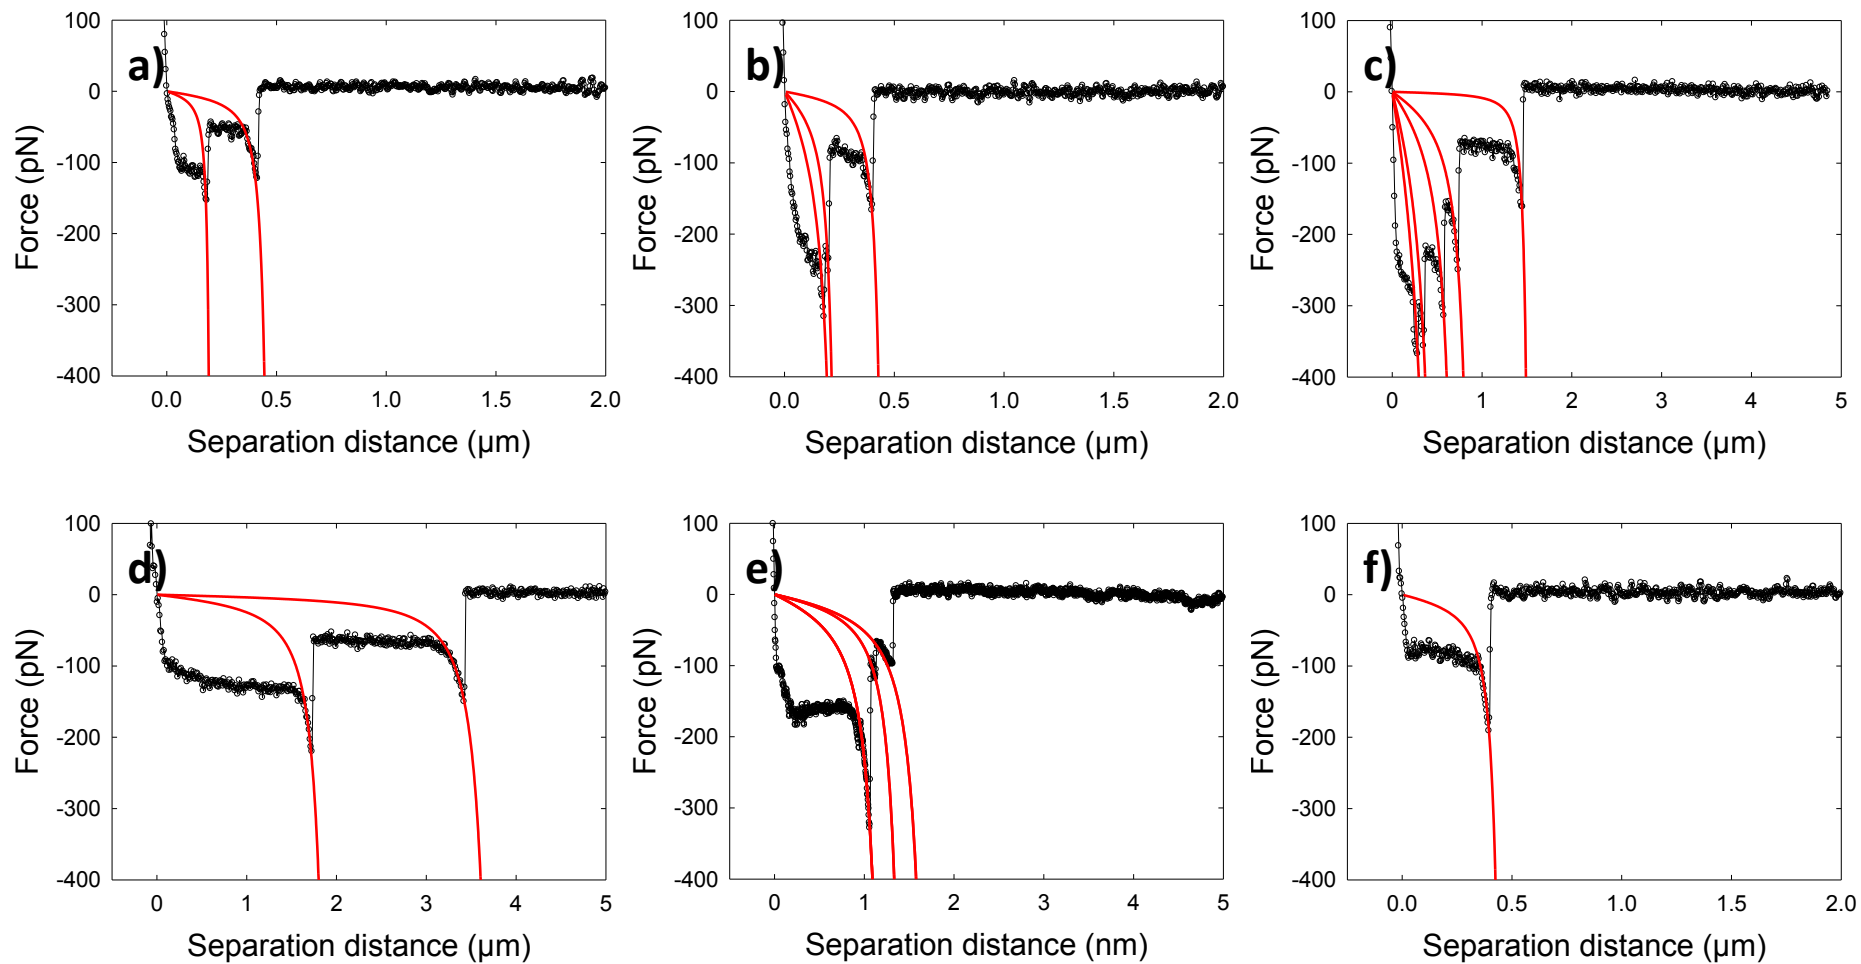 a)
Force (pN)
100
0
-100
-200
-300
-400
0.0 0.5 1.0 1.5 2.0
Separation distance (µm)
b)
Force (pN)
100
0
-100
-200
-300
-400
0.0 0.5 1.0 1.5 2.0
Separation distance (µm)
c)
Force (pN)
100
0
-100
-200
-300
-400
0 1 2 3 4 5
Separation distance (µm)
d)
Force (pN)
100
0
-100
-200
-300
-400
0 1 2 3 4 5
Separation distance (µm)
e)
Force (pN)
100
0
-100
-200
-300
-400
0 1 2 3 4 5
Separation distance (nm)
f)
Force (pN)
100
0
-100
-200
-300
-400
0.0 0.5 1.0 1.5 2.0
Separation distance (µm)